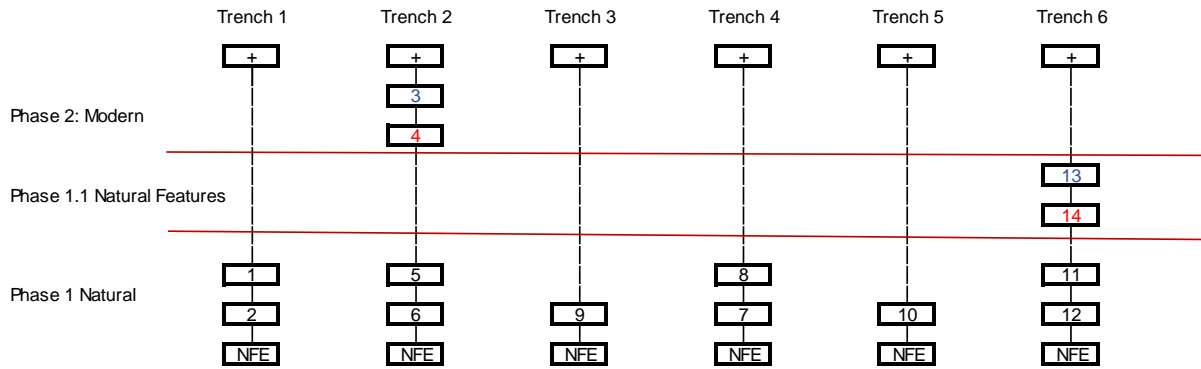 Trench 1 Trench 2 Trench 3 Trench 4 Trench 5 Trench 6
+ + + + + +
3
Phase 2: Modern
4
13
Phase 1.1 Natural Features
14
1 5 8 11
Phase 1 Natural
2 6 9 7 10 12
NFE NFE NFE NFE NFE NFE